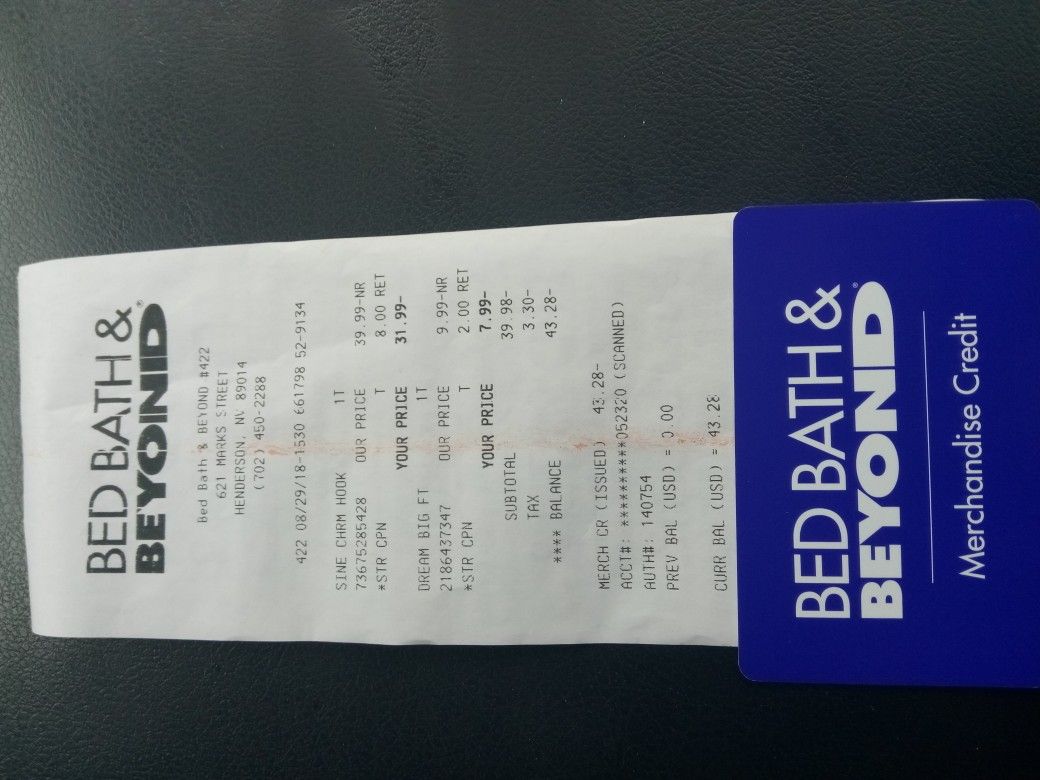 BED BATH &
BEYOND®
Bed Bath & BEYOND #422
621 MARKS STREET
HENDERSON, NV 89014
(702) 450-2288
422 08/29/18-1530 661798 52-9134
SINE CHRM HOOK 1T
73675285428 OUR PRICE 39.99-NR
*STR CPN T 8.00 RET
YOUR PRICE 31.99-
DREAM BIG FT 1T
2186437347 OUR PRICE 9.99-NR
*STR CPN T 2.00 RET
YOUR PRICE 7.99-
SUBTOTAL 39.98-
TAX 3.30-
**** BALANCE 43.28-
MERCH CR (ISSUED) 43.28-
ACCT#: **********052320 (SCANNED)
AUTH#: 140754
PREV BAL (USD) = 0.00
CURR BAL (USD) = 43.28
BED BATH &
BEYOND®
Merchandise Credit